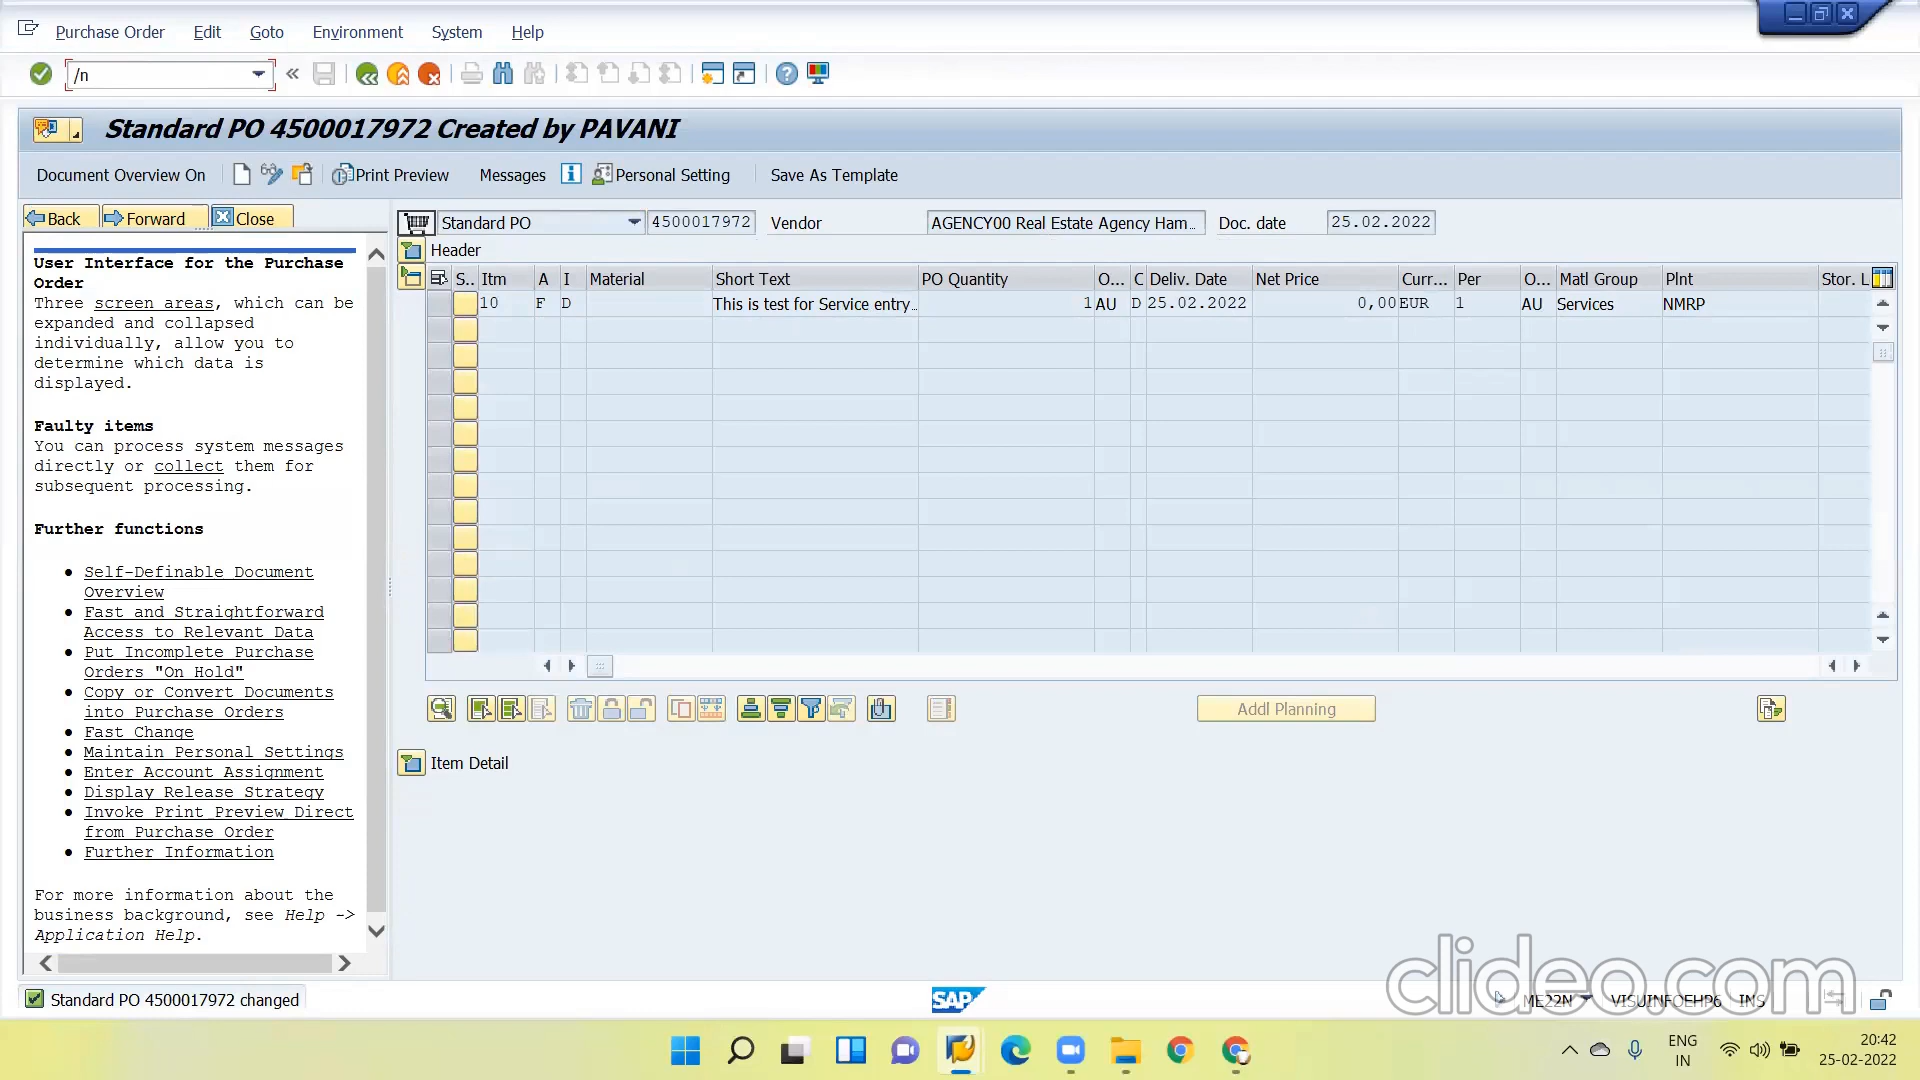 Purchase Order Edit Goto Environment System Help
/n
Standard PO 4500017972 Created by PAVANI
Document Overview On Print Preview Messages Personal Setting Save As Template
Back Forward Close
Standard PO 4500017972 Vendor AGENCY00 Real Estate Agency Ham... Doc. date 25.02.2022
Header
S.. Itm A I Material Short Text PO Quantity O... C Deliv. Date Net Price Curr... Per O... Matl Group Plnt Stor. L
10 F D This is test for Service entry... 1 AU D 25.02.2022 0,00 EUR 1 AU Services NMRP
User Interface for the Purchase
Order
Three screen areas, which can be
expanded and collapsed
individually, allow you to
determine which data is
displayed.
Faulty items
You can process system messages
directly or collect them for
subsequent processing.
Further functions
• Self-Definable Document
Overview
• Fast and Straightforward
Access to Relevant Data
• Put Incomplete Purchase
Orders "On Hold"
• Copy or Convert Documents
into Purchase Orders
• Fast Change
• Maintain Personal Settings
• Enter Account Assignment
• Display Release Strategy
• Invoke Print Preview Direct
from Purchase Order
• Further Information
For more information about the
business background, see Help ->
Application Help.
Addl Planning
Item Detail
clideo.com
Standard PO 4500017972 changed
SAP
ME22N VISUINFOEHP6 INS
ENG
IN
20:42
25-02-2022